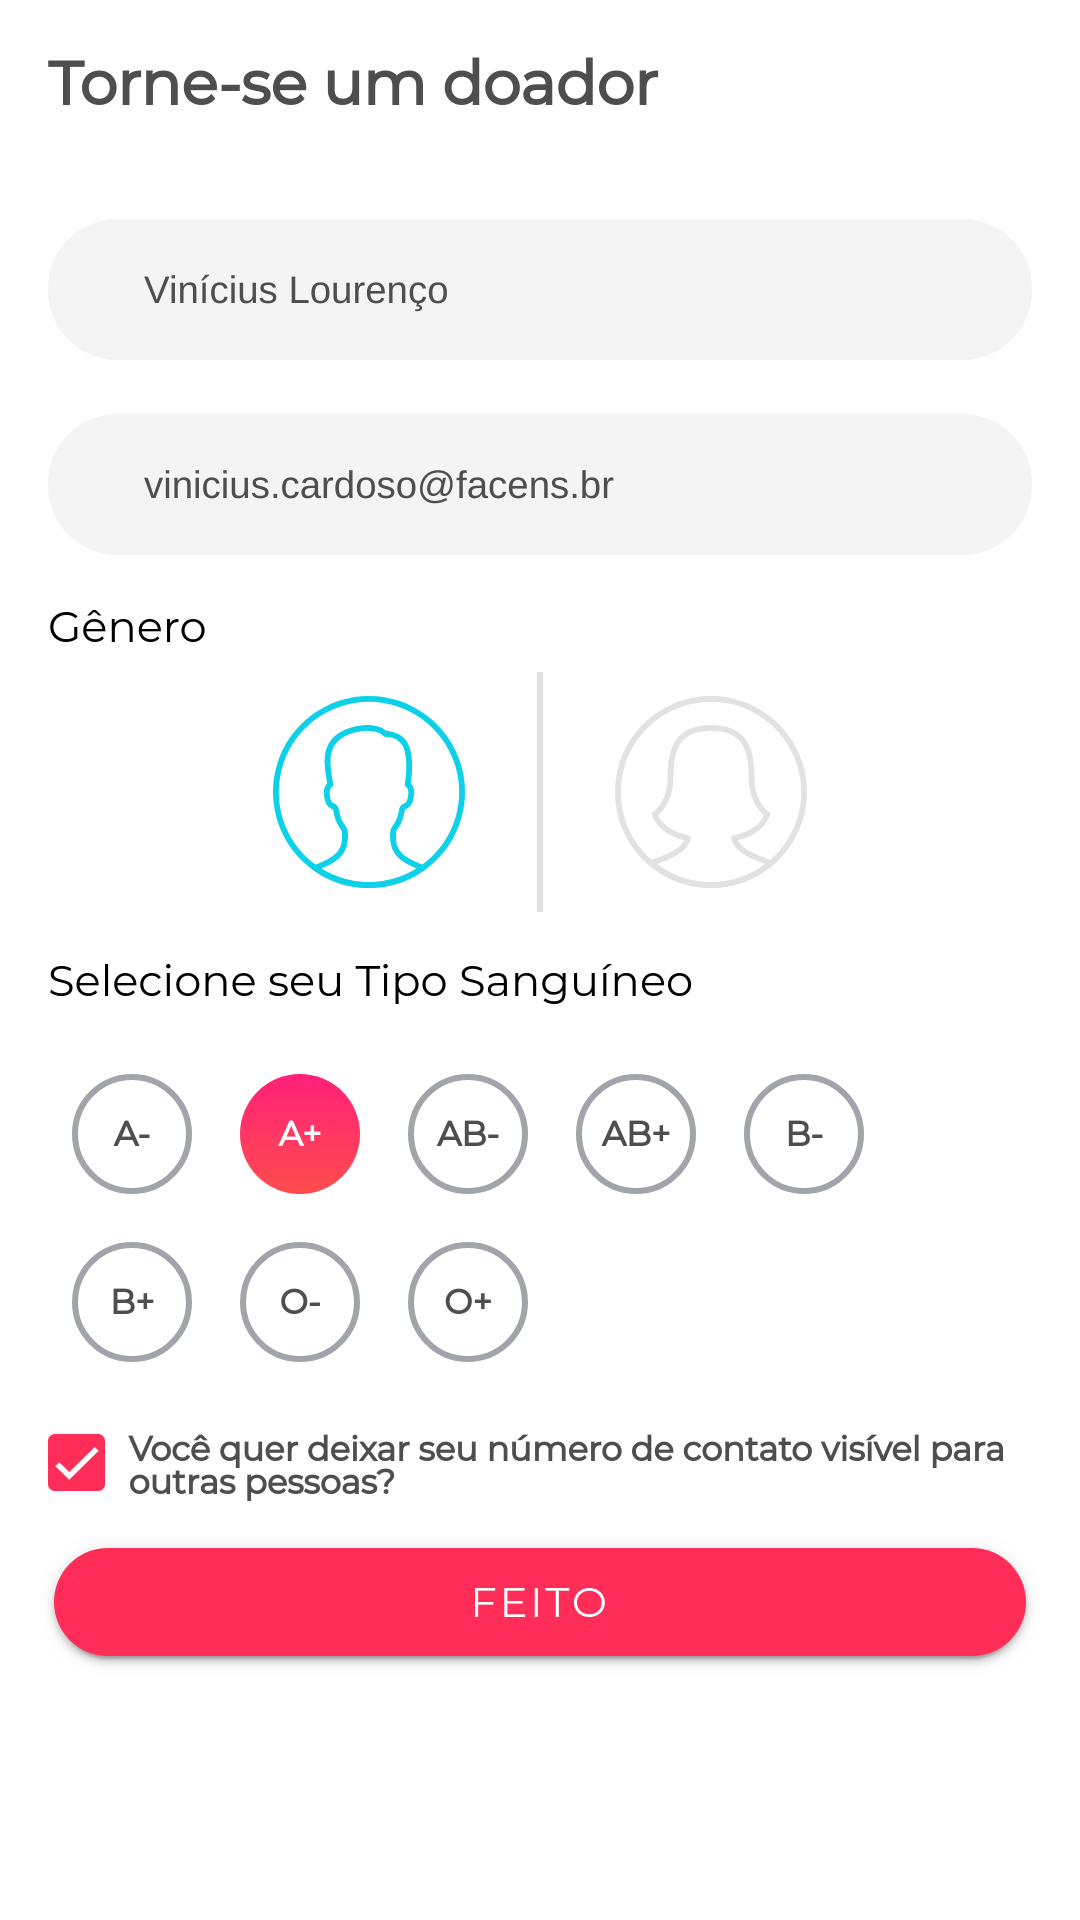 Torne-se um doador
Vinícius Lourenço
vinicius.cardoso@facens.br
Gênero
Selecione seu Tipo Sanguíneo
A- A+ AB- AB+ B-
B+ O- O+
Você quer deixar seu número de contato visível para
outras pessoas?
FEITO